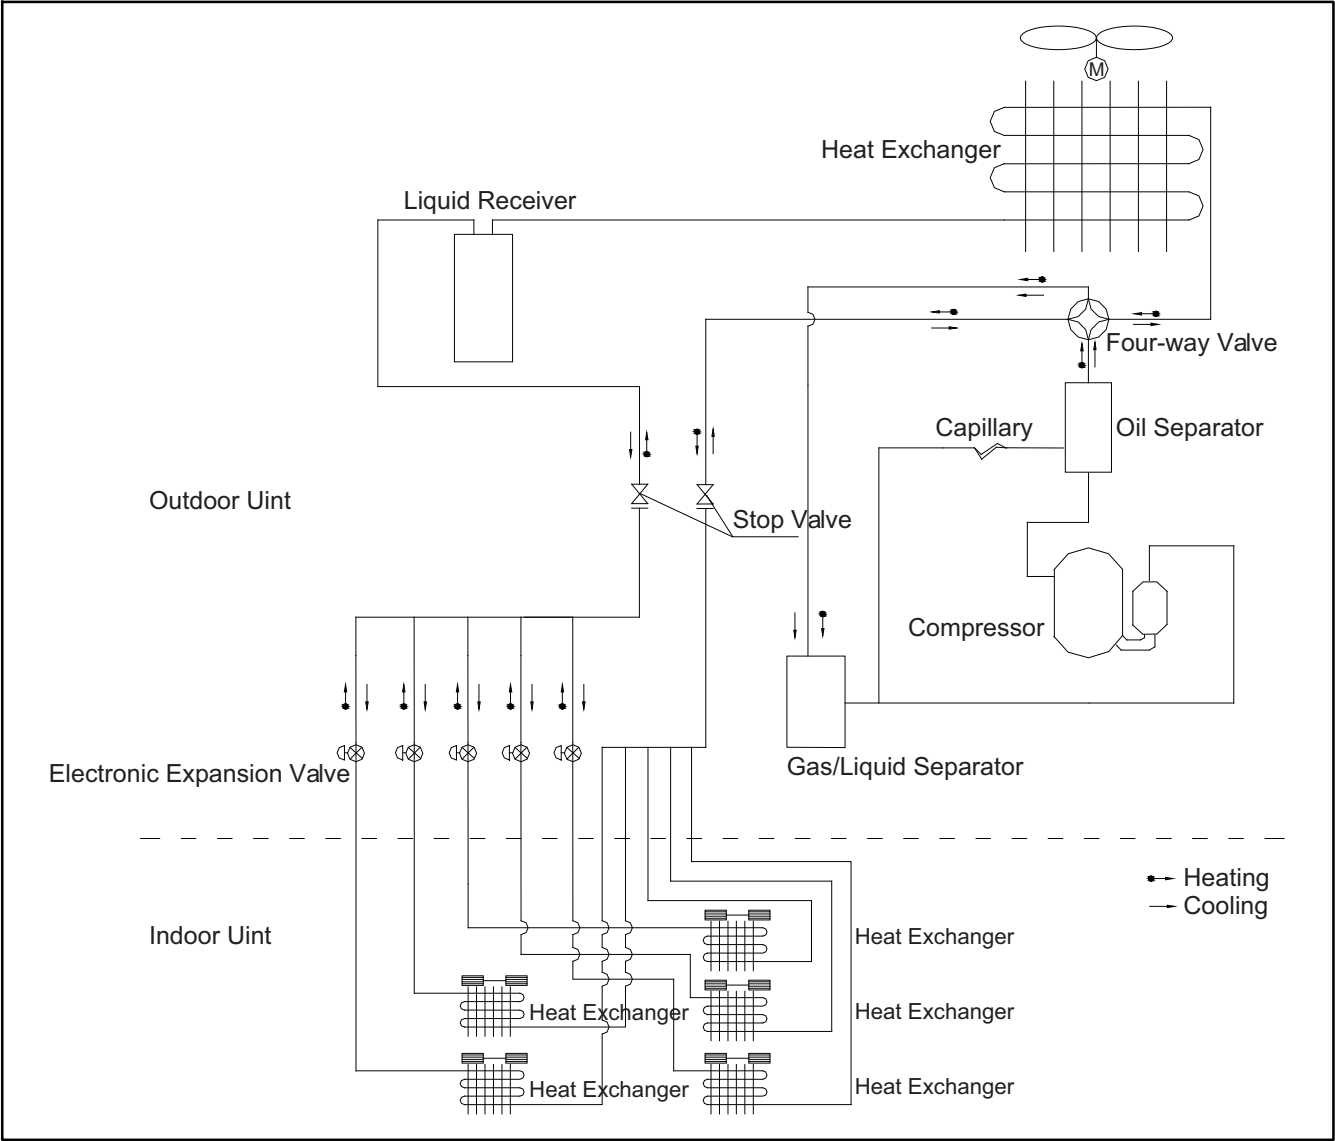 M
Heat Exchanger
Liquid Receiver
Four-way Valve
Capillary
Oil Separator
Outdoor Uint
Stop Valve
Compressor
Electronic Expansion Valve
Gas/Liquid Separator
Heating
Cooling
Indoor Uint
Heat Exchanger
Heat Exchanger
Heat Exchanger
Heat Exchanger
Heat Exchanger